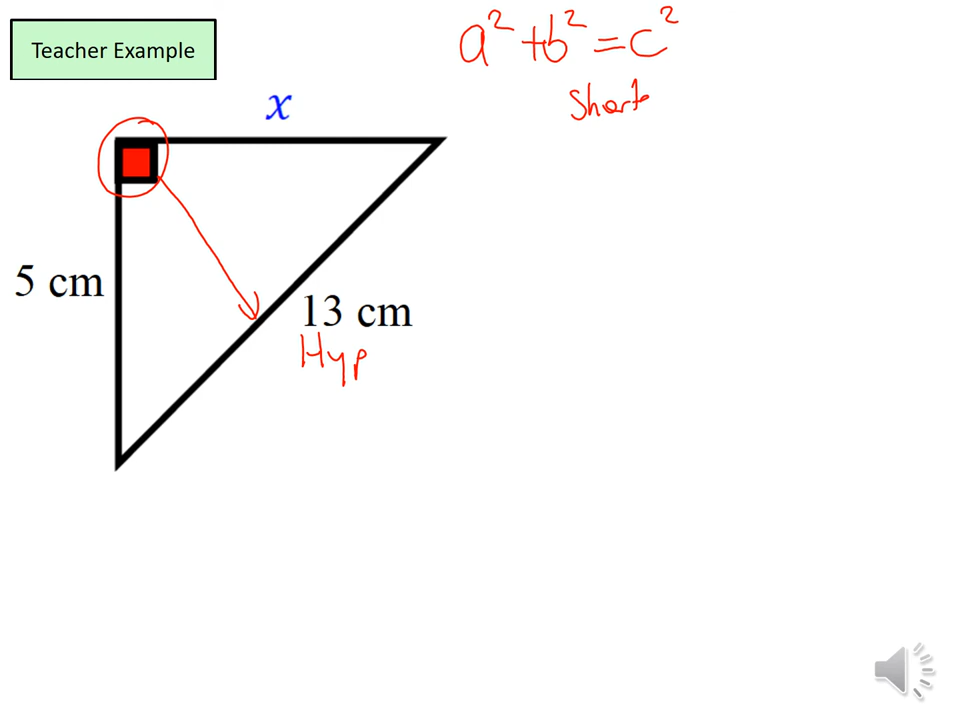 Teacher Example
a² + b² = c²
Short
x
5 cm
13 cm
Hyp